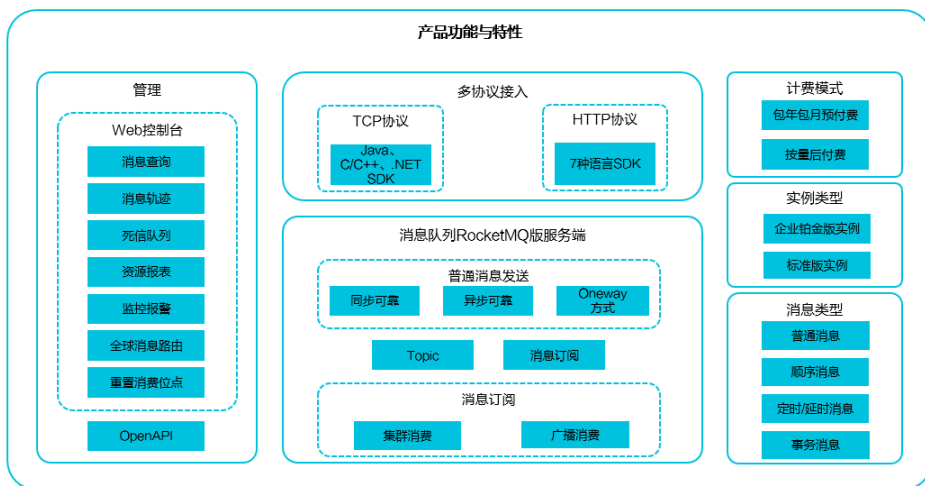 产品功能与特性
管理
Web控制台
消息查询
消息轨迹
死信队列
资源报表
监控报警
全球消息路由
重置消费位点
OpenAPI
多协议接入
TCP协议
Java、
C/C++、.NET
SDK
HTTP协议
7种语言SDK
消息队列RocketMQ版服务端
普通消息发送
同步可靠
异步可靠
Oneway
方式
Topic
消息订阅
消息订阅
集群消费
广播消费
计费模式
包年包月预付费
按量后付费
实例类型
企业铂金版实例
标准版实例
消息类型
普通消息
顺序消息
定时/延时消息
事务消息